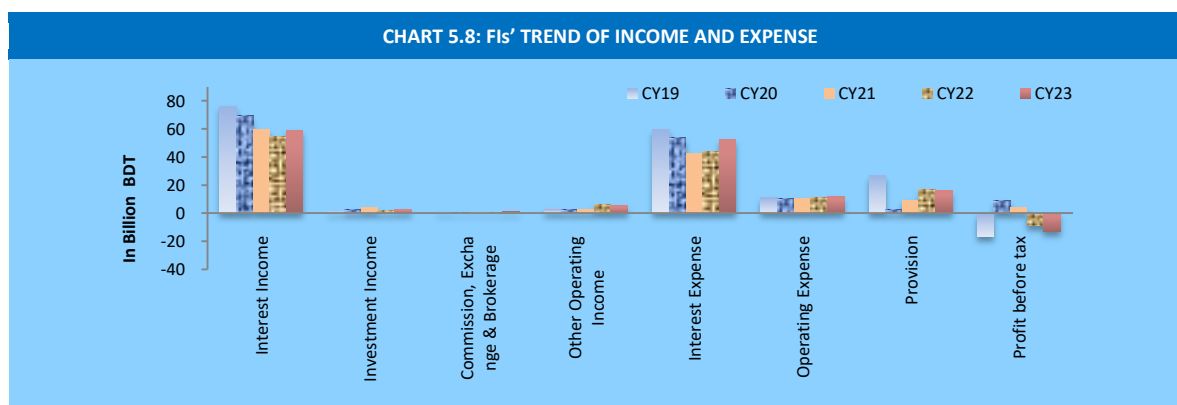 CHART 5.8: FIs’ TREND OF INCOME AND EXPENSE
CY19 CY20 CY21 CY22 CY23
In Billion BDT
80
60
40
20
0
-20
-40
Interest Income
Investment Income
Commission, Excha
nge & Brokerage
Other Operating
Income
Interest Expense
Operating Expense
Provision
Profit before tax